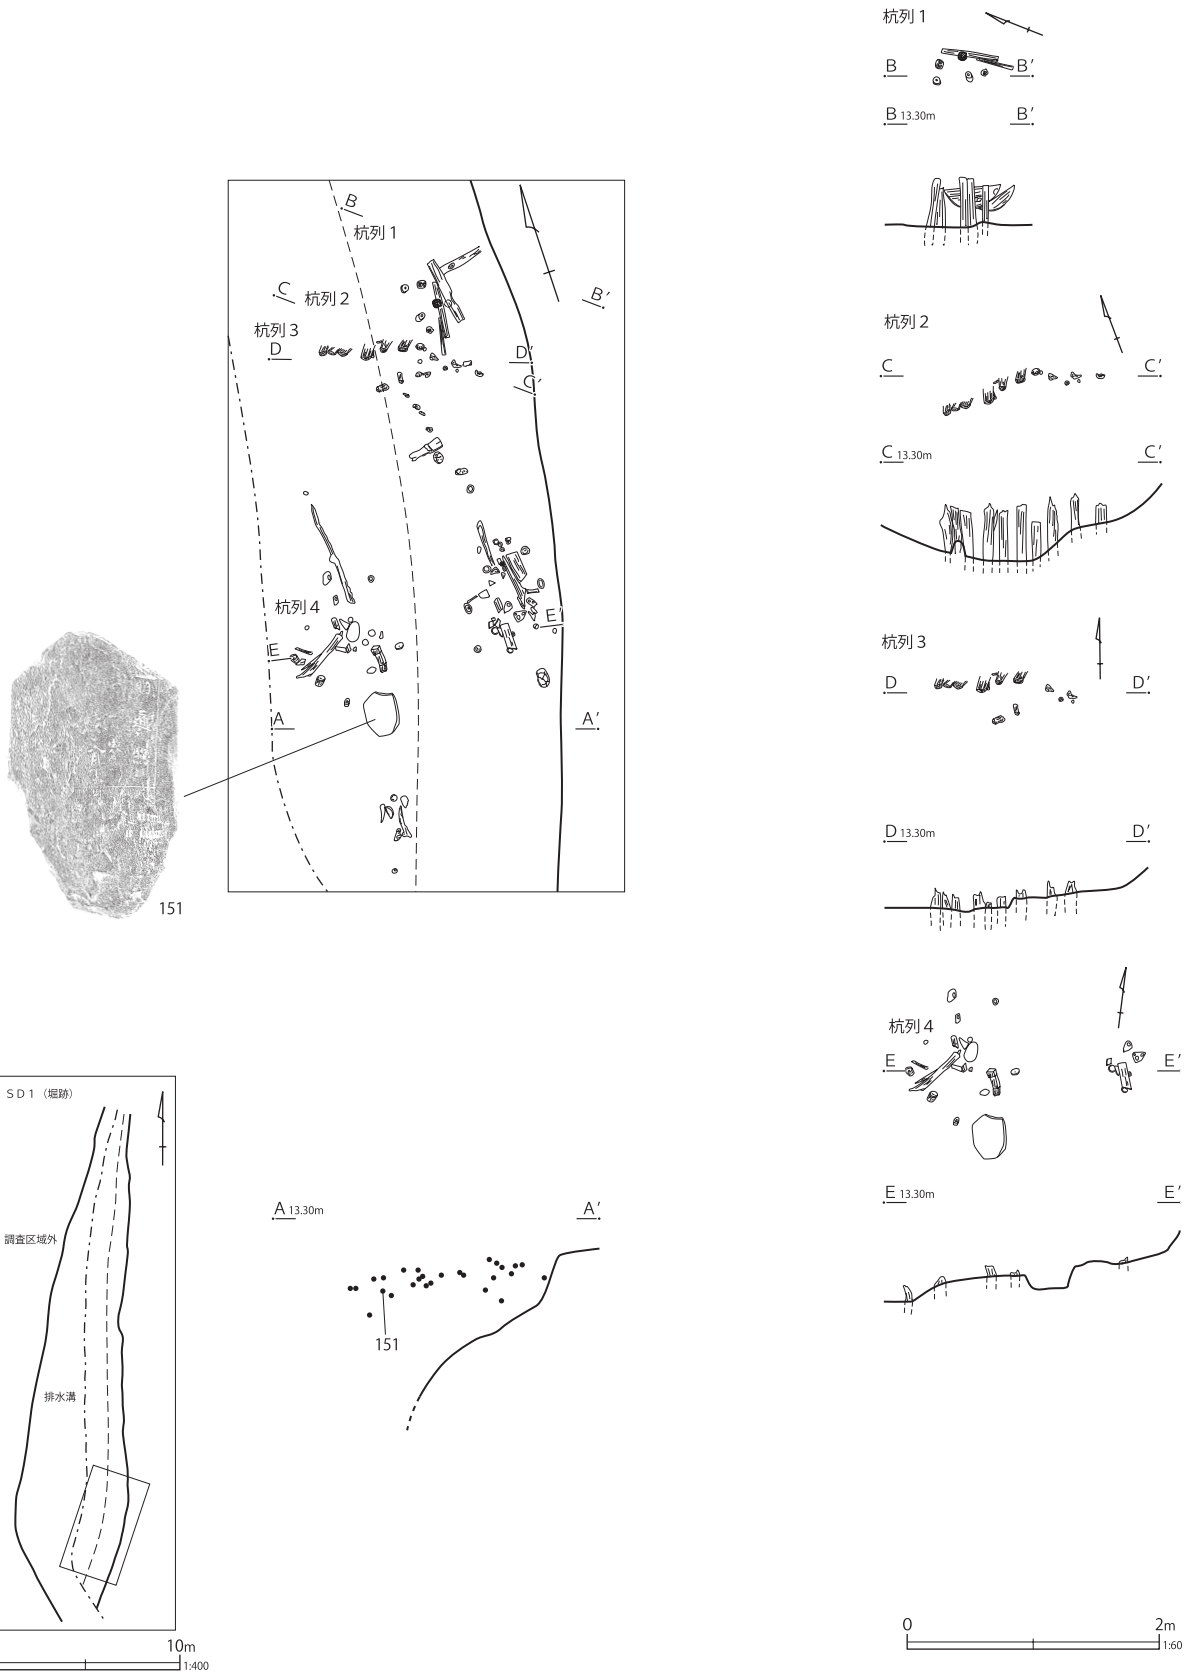 杭列1
B B′
B 13.30m B′
B
杭列1
C
杭列2
B′
杭列3
D D′
C′
杭列2
C C′
C 13.30m C′
杭列4
E E′
A A′
151
杭列3
D D′
D 13.30m D′
杭列4
E E′
E 13.30m E′
SD1（堀跡）
調査区域外
排水溝
A 13.30m A′
151
10m
1:400
0 2m
1:60